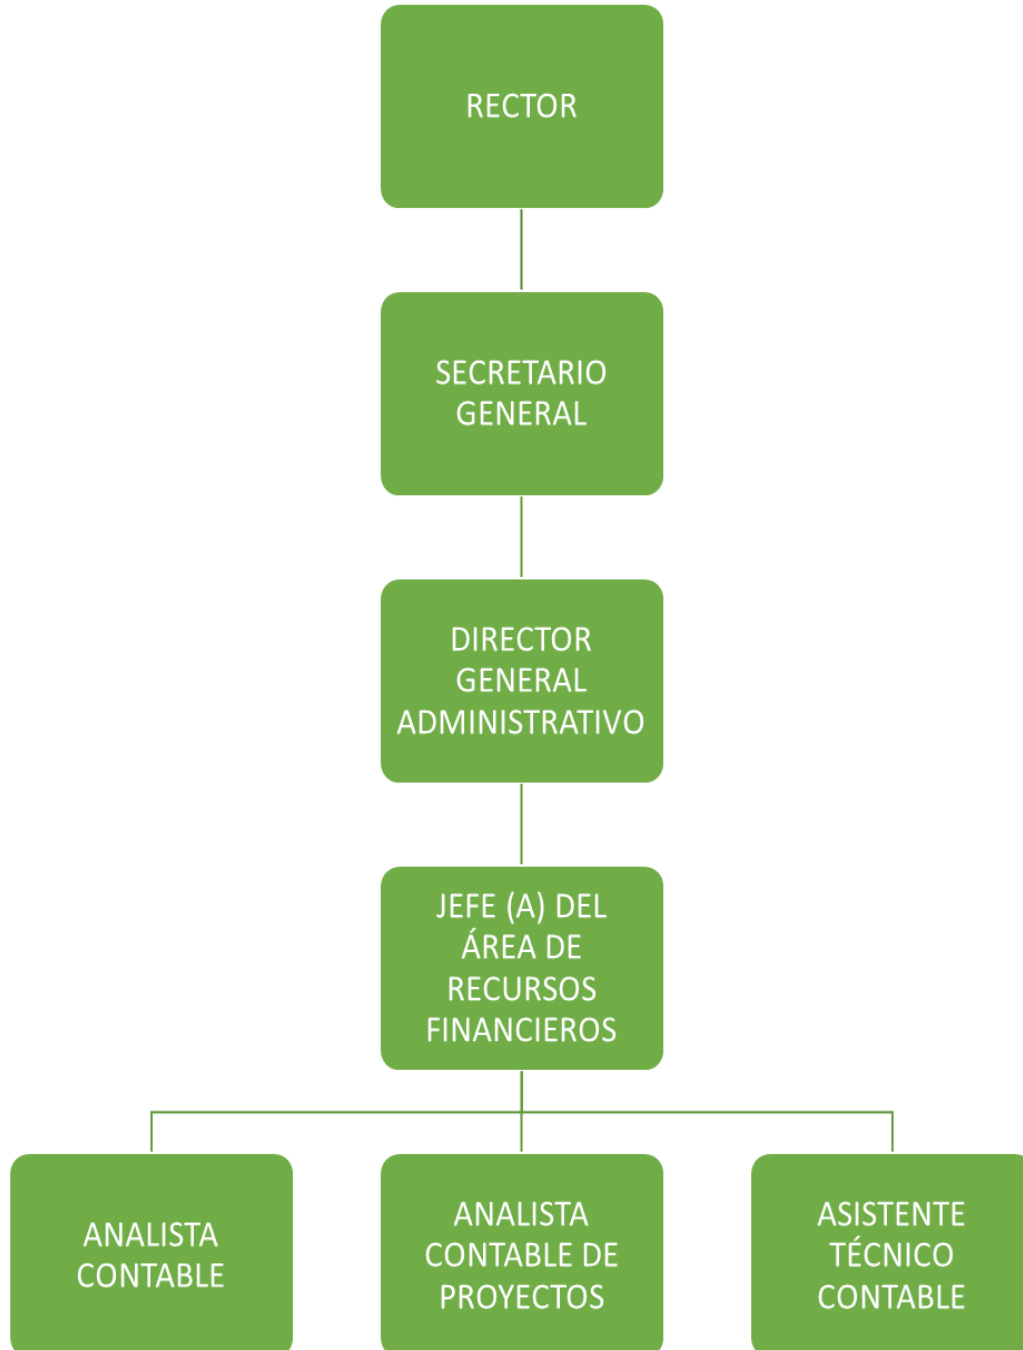 RECTOR
SECRETARIO
GENERAL
DIRECTOR
GENERAL
ADMINISTRATIVO
JEFE (A) DEL
ÁREA DE
RECURSOS
FINANCIEROS
ANALISTA
CONTABLE
ANALISTA
CONTABLE DE
PROYECTOS
ASISTENTE
TÉCNICO
CONTABLE